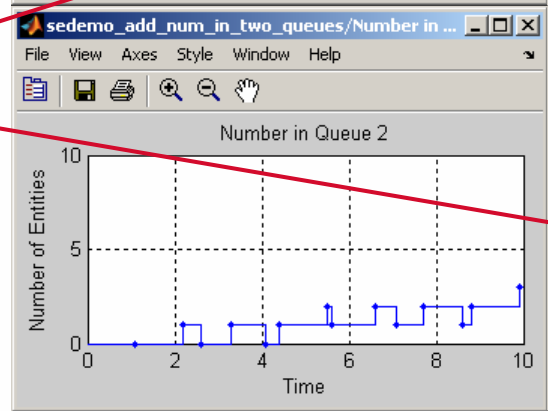 sedemo_add_num_in_two_queues/Number in ...
File View Axes Style Window Help
Number in Queue 2
Number of Entities
10
5
0
0 2 4 6 8 10
Time